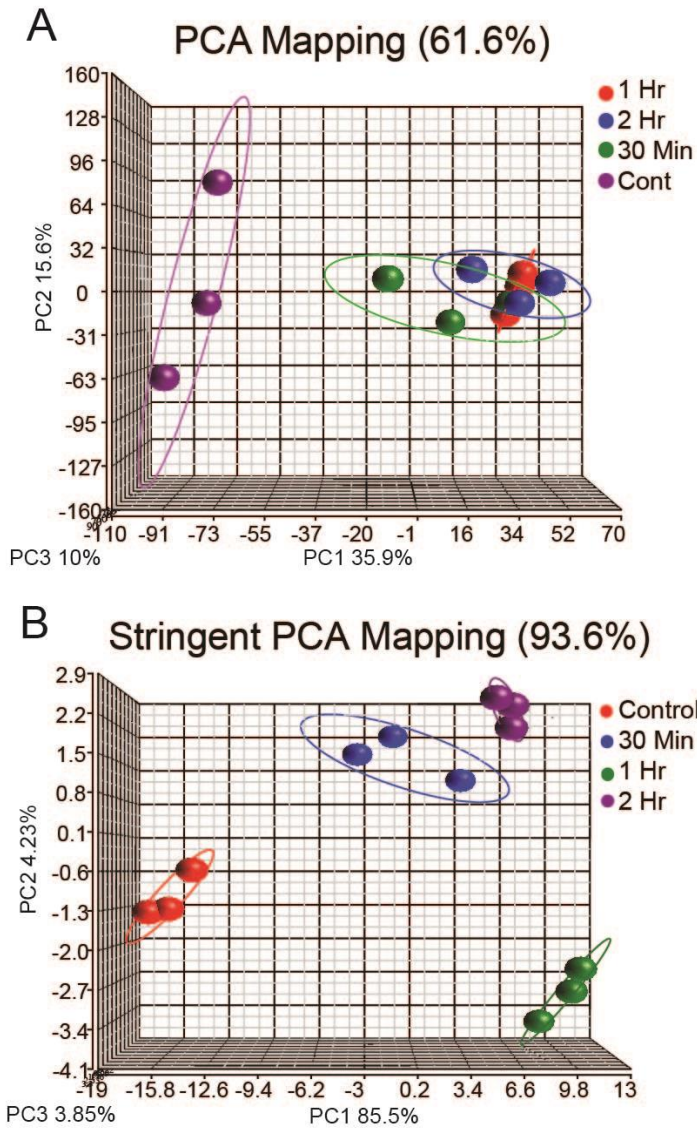 A
PCA Mapping (61.6%)
160
128
96
64
32
0
-31
-63
-95
-127
-160
PC2 15.6%
1 Hr
2 Hr
30 Min
Cont
-110 -91 -73 -55 -37 -20 -1 16 34 52 70
PC3 10%
PC1 35.9%
B
Stringent PCA Mapping (93.6%)
2.9
2.2
1.5
0.8
0.1
-0.6
-1.3
-2.0
-2.7
-3.4
-4.1
PC2 4.23%
Control
30 Min
1 Hr
2 Hr
-19 -15.8 -12.6 -9.4 -6.2 -3 0.2 3.4 6.6 9.8 13
PC3 3.85%
PC1 85.5%